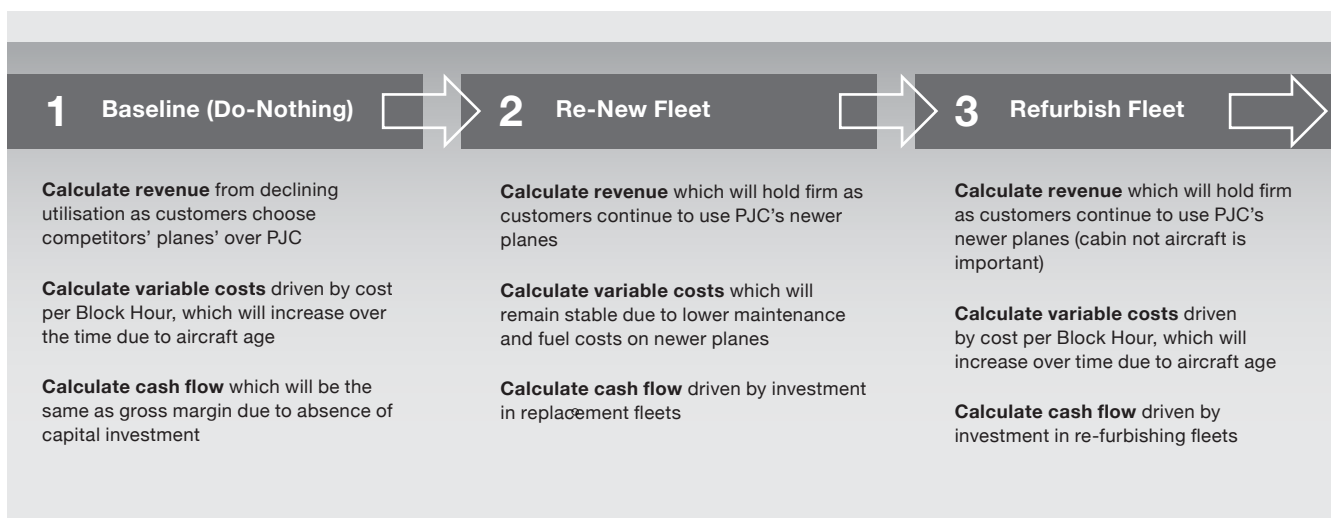 1 Baseline (Do-Nothing)
Calculate revenue from declining
utilisation as customers choose
competitors' planes' over PJC
Calculate variable costs driven by cost
per Block Hour, which will increase over
the time due to aircraft age
Calculate cash flow which will be the
same as gross margin due to absence of
capital investment
2 Re-New Fleet
Calculate revenue which will hold firm as
customers continue to use PJC's newer
planes
Calculate variable costs which will
remain stable due to lower maintenance
and fuel costs on newer planes
Calculate cash flow driven by investment
in replacement fleets
3 Refurbish Fleet
Calculate revenue which will hold firm
as customers continue to use PJC's
newer planes (cabin not aircraft is
important)
Calculate variable costs driven
by cost per Block Hour, which will
increase over time due to aircraft age
Calculate cash flow driven by
investment in re-furbishing fleets